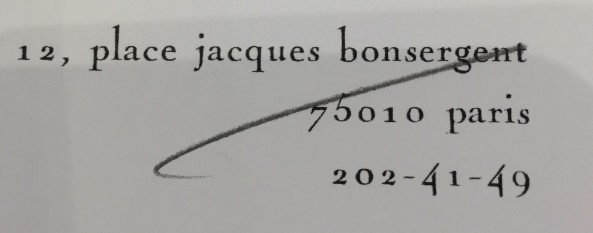 12, place jacques bonsergent
75010 paris
202-41-49